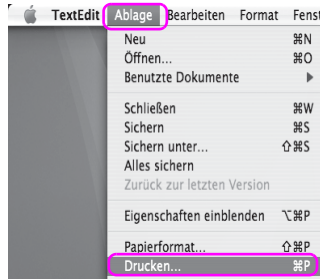 TextEdit Ablage Bearbeiten Format Fenst
Neu ⌘N
Öffnen... ⌘O
Benutzte Dokumente ▶
Schließen ⌘W
Sichern ⌘S
Sichern unter... ⇧⌘S
Alles sichern
Zurück zur letzten Version
Eigenschaften einblenden ⌥⌘P
Papierformat... ⇧⌘P
Drucken... ⌘P